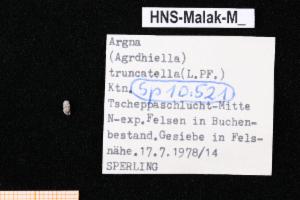 HNS-Malak-M_
Argna
(Agrdhiella)
truncatella(L.PF.)
Ktn. Sp 10.521
Tscheppaschlucht-Mitte
N-exp.Felsen in Buchen-
bestand.Gesiebe in Fels-
nähe.17.7.1978/14
SPERLING